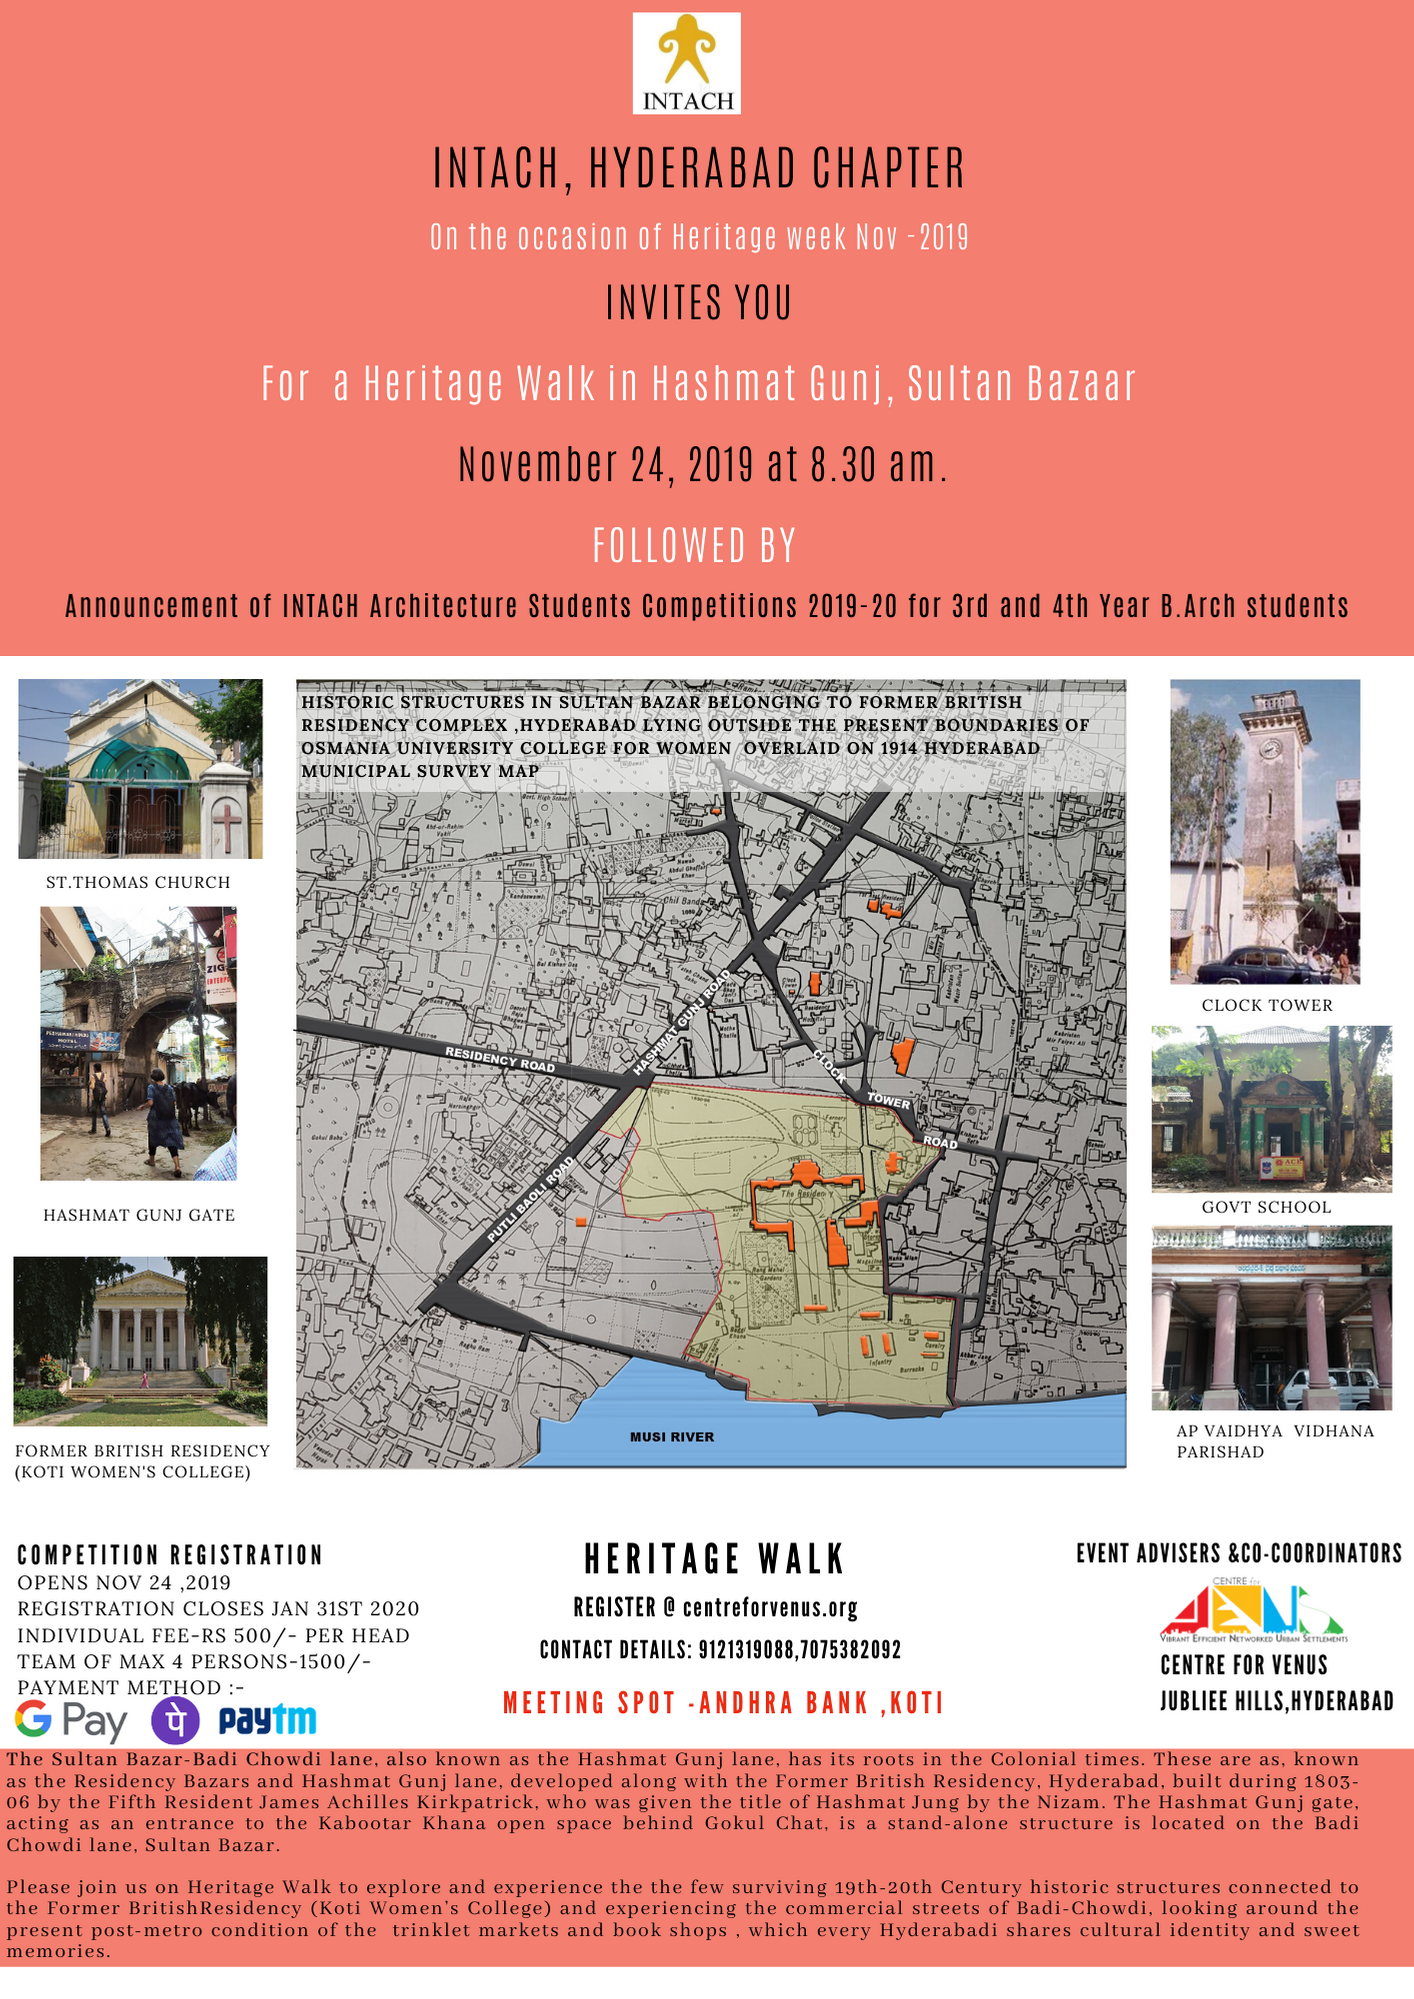 INTACH
INTACH, HYDERABAD CHAPTER
On the occasion of Heritage week Nov -2019
INVITES YOU
For a Heritage Walk in Hashmat Gunj, Sultan Bazaar
November 24, 2019 at 8.30 am.
FOLLOWED BY
Announcement of INTACH Architecture Students Competitions 2019-20 for 3rd and 4th Year B.Arch students
ST.THOMAS CHURCH
HASHMAT GUNJ GATE
FORMER BRITISH RESIDENCY
(KOTI WOMEN'S COLLEGE)
HISTORIC STRUCTURES IN SULTAN BAZAR BELONGING TO FORMER BRITISH
RESIDENCY COMPLEX ,HYDERABAD LYING OUTSIDE THE PRESENT BOUNDARIES OF
OSMANIA UNIVERSITY COLLEGE FOR WOMEN OVERLAID ON 1914 HYDERABAD
MUNICIPAL SURVEY MAP
RESIDENCY ROAD
HASHMAT GUNJ ROAD
CLOCK
TOWER
ROAD
PUTLI BAOLI ROAD
The Residency
Infantry
Barracks
MUSI RIVER
CLOCK TOWER
GOVT SCHOOL
AP VAIDHYA VIDHANA
PARISHAD
COMPETITION REGISTRATION
OPENS NOV 24 ,2019
REGISTRATION CLOSES JAN 31ST 2020
INDIVIDUAL FEE-RS 500/- PER HEAD
TEAM OF MAX 4 PERSONS-1500/-
PAYMENT METHOD :-
G Pay पे paytm
HERITAGE WALK
REGISTER @ centreforvenus.org
CONTACT DETAILS: 9121319088,7075382092
MEETING SPOT -ANDHRA BANK ,KOTI
EVENT ADVISERS &CO-COORDINATORS
CENTRE for
VENUS
VIBRANT EFFICIENT NETWORKED URBAN SETTLEMENTS
CENTRE FOR VENUS
JUBLIEE HILLS,HYDERABAD
The Sultan Bazar-Badi Chowdi lane, also known as the Hashmat Gunj lane, has its roots in the Colonial times. These are as, known
as the Residency Bazars and Hashmat Gunj lane, developed along with the Former British Residency, Hyderabad, built during 1803-
06 by the Fifth Resident James Achilles Kirkpatrick, who was given the title of Hashmat Jung by the Nizam. The Hashmat Gunj gate,
acting as an entrance to the Kabootar Khana open space behind Gokul Chat, is a stand-alone structure is located on the Badi
Chowdi lane, Sultan Bazar.
Please join us on Heritage Walk to explore and experience the the few surviving 19th-20th Century historic structures connected to
the Former BritishResidency (Koti Women's College) and experiencing the commercial streets of Badi-Chowdi, looking around the
present post-metro condition of the trinklet markets and book shops , which every Hyderabadi shares cultural identity and sweet
memories.